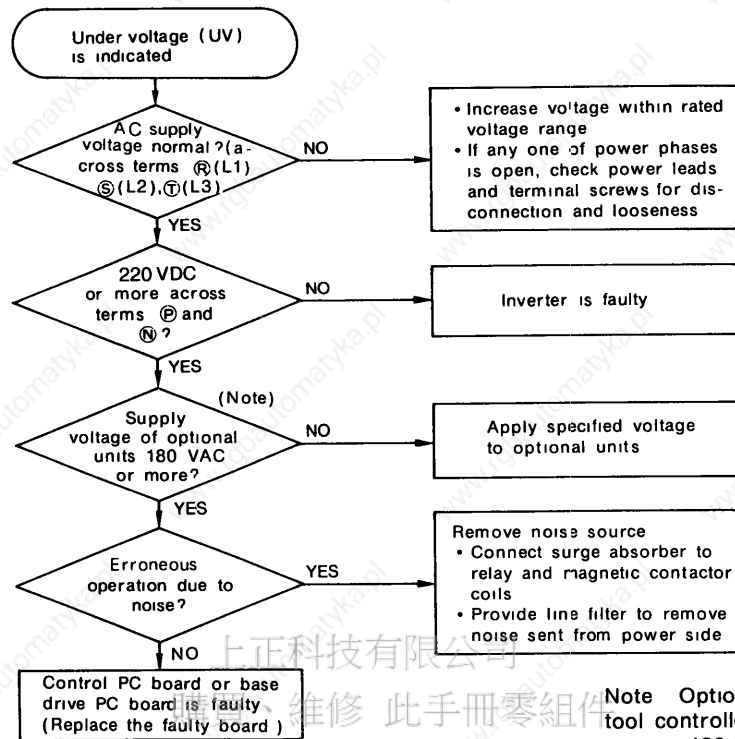 Under voltage (UV)
is indicated
AC supply
voltage normal? (a-
cross terms Ⓡ(L1)
Ⓢ(L2), Ⓣ(L3)
NO
• Increase voltage within rated
voltage range
• If any one of power phases
is open, check power leads
and terminal screws for dis-
connection and looseness
YES
220 VDC
or more across
terms Ⓟ and
Ⓝ?
NO
Inverter is faulty
YES
(Note)
Supply
voltage of optional
units 180 VAC
or more?
NO
Apply specified voltage
to optional units
YES
Erroneous
operation due to
noise?
YES
Remove noise source
• Connect surge absorber to
relay and magnetic contactor
coils
• Provide line filter to remove
noise sent from power side
NO
Control PC board or base
drive PC board is faulty
(Replace the faulty board)
Note Optio
tool controlle
上正科技有限公司
購買、維修 此手冊零組件
www.rgbautomatyka.pl